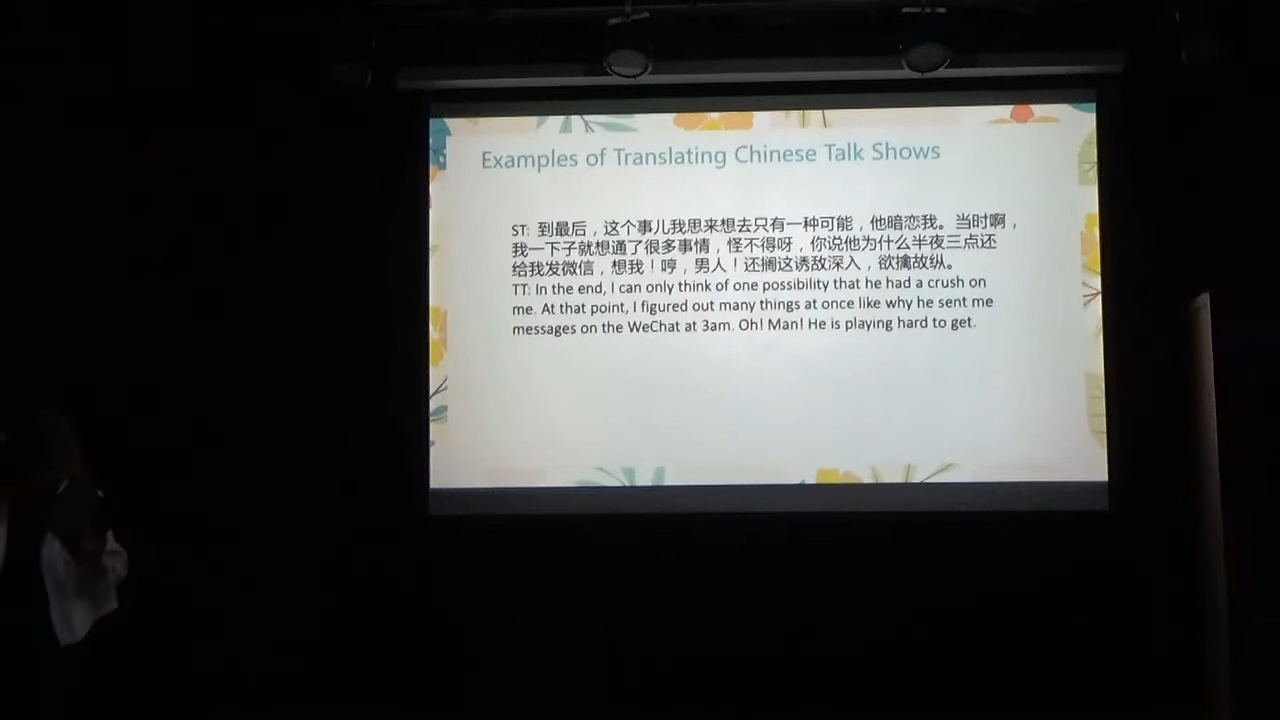 Examples of Translating Chinese Talk Shows
ST: 到最后，这个事儿我思来想去只有一种可能，他暗恋我。当时啊，
我一下子就想通了很多事情，怪不得呀，你说他为什么半夜三点还
给我发微信，想我！哼，男人！还搁这诱敌深入，欲擒故纵。
TT: In the end, I can only think of one possibility that he had a crush on
me. At that point, I figured out many things at once like why he sent me
messages on the WeChat at 3am. Oh! Man! He is playing hard to get.